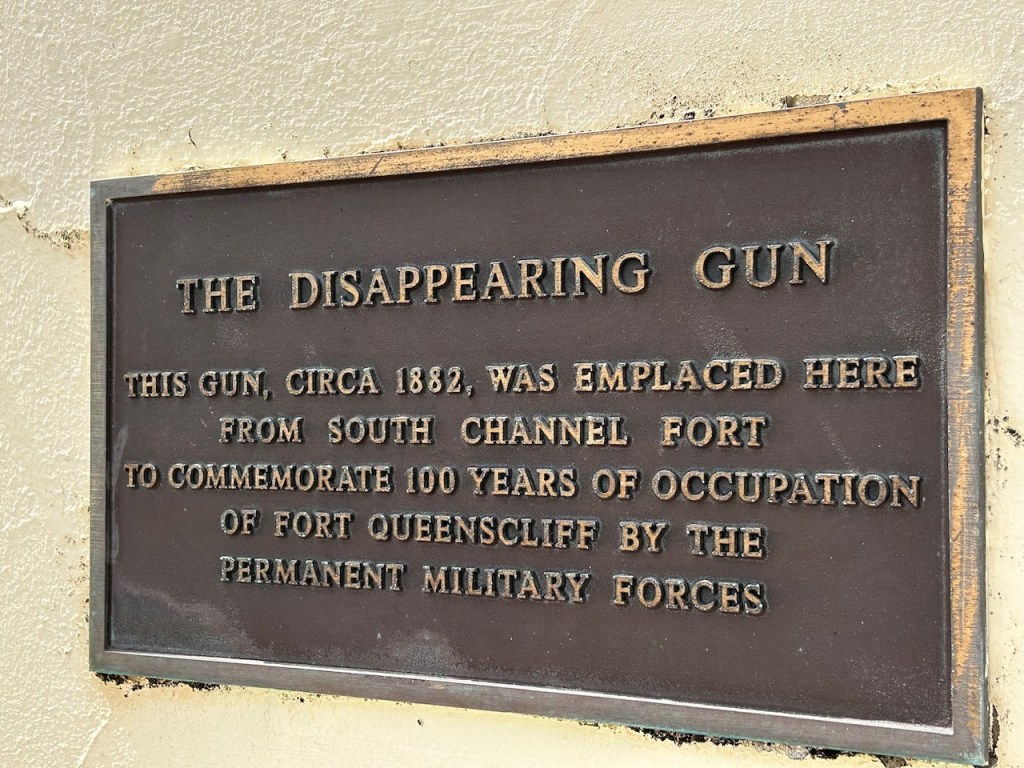 THE DISAPPEARING GUN
THIS GUN, CIRCA 1882, WAS EMPLACED HERE
FROM SOUTH CHANNEL FORT
TO COMMEMORATE 100 YEARS OF OCCUPATION
OF FORT QUEENSCLIFF BY THE
PERMANENT MILITARY FORCES